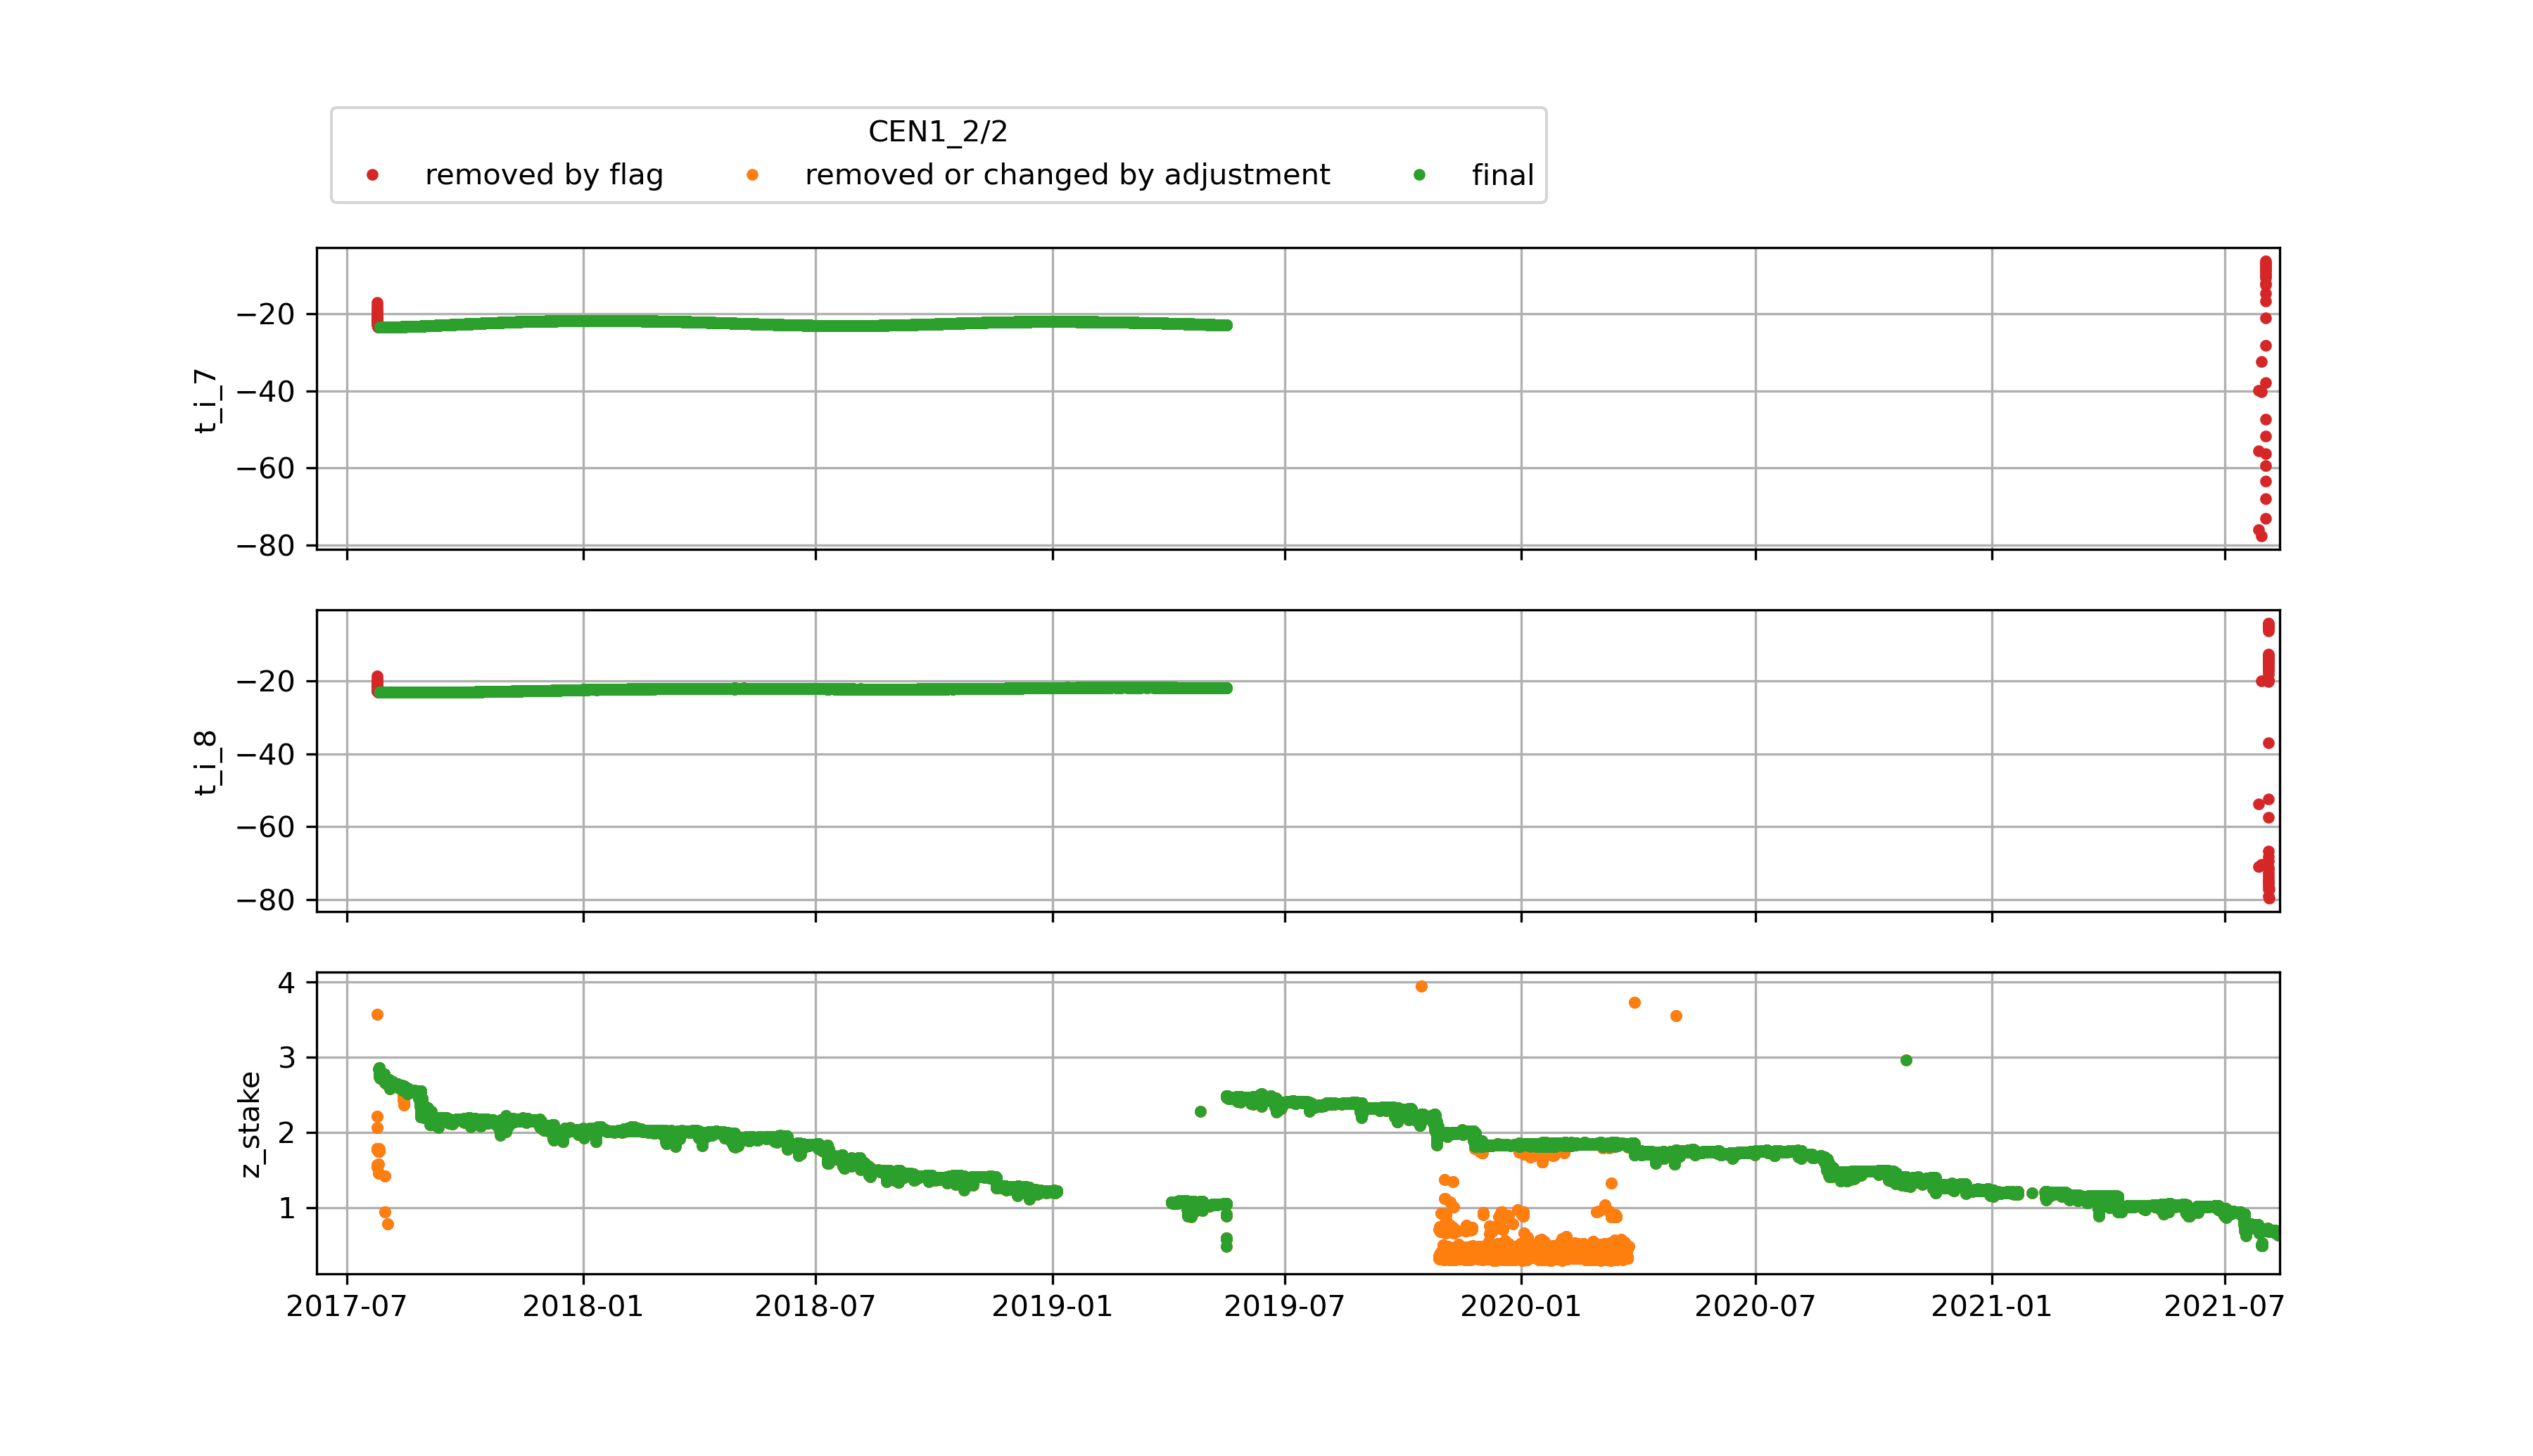 CEN1_2/2
removed by flag removed or changed by adjustment final
−20
−40
−60
−80
t_i_7
−20
−40
−60
−80
t_i_8
4
3
2
1
z_stake
2017-07 2018-01 2018-07 2019-01 2019-07 2020-01 2020-07 2021-01 2021-07